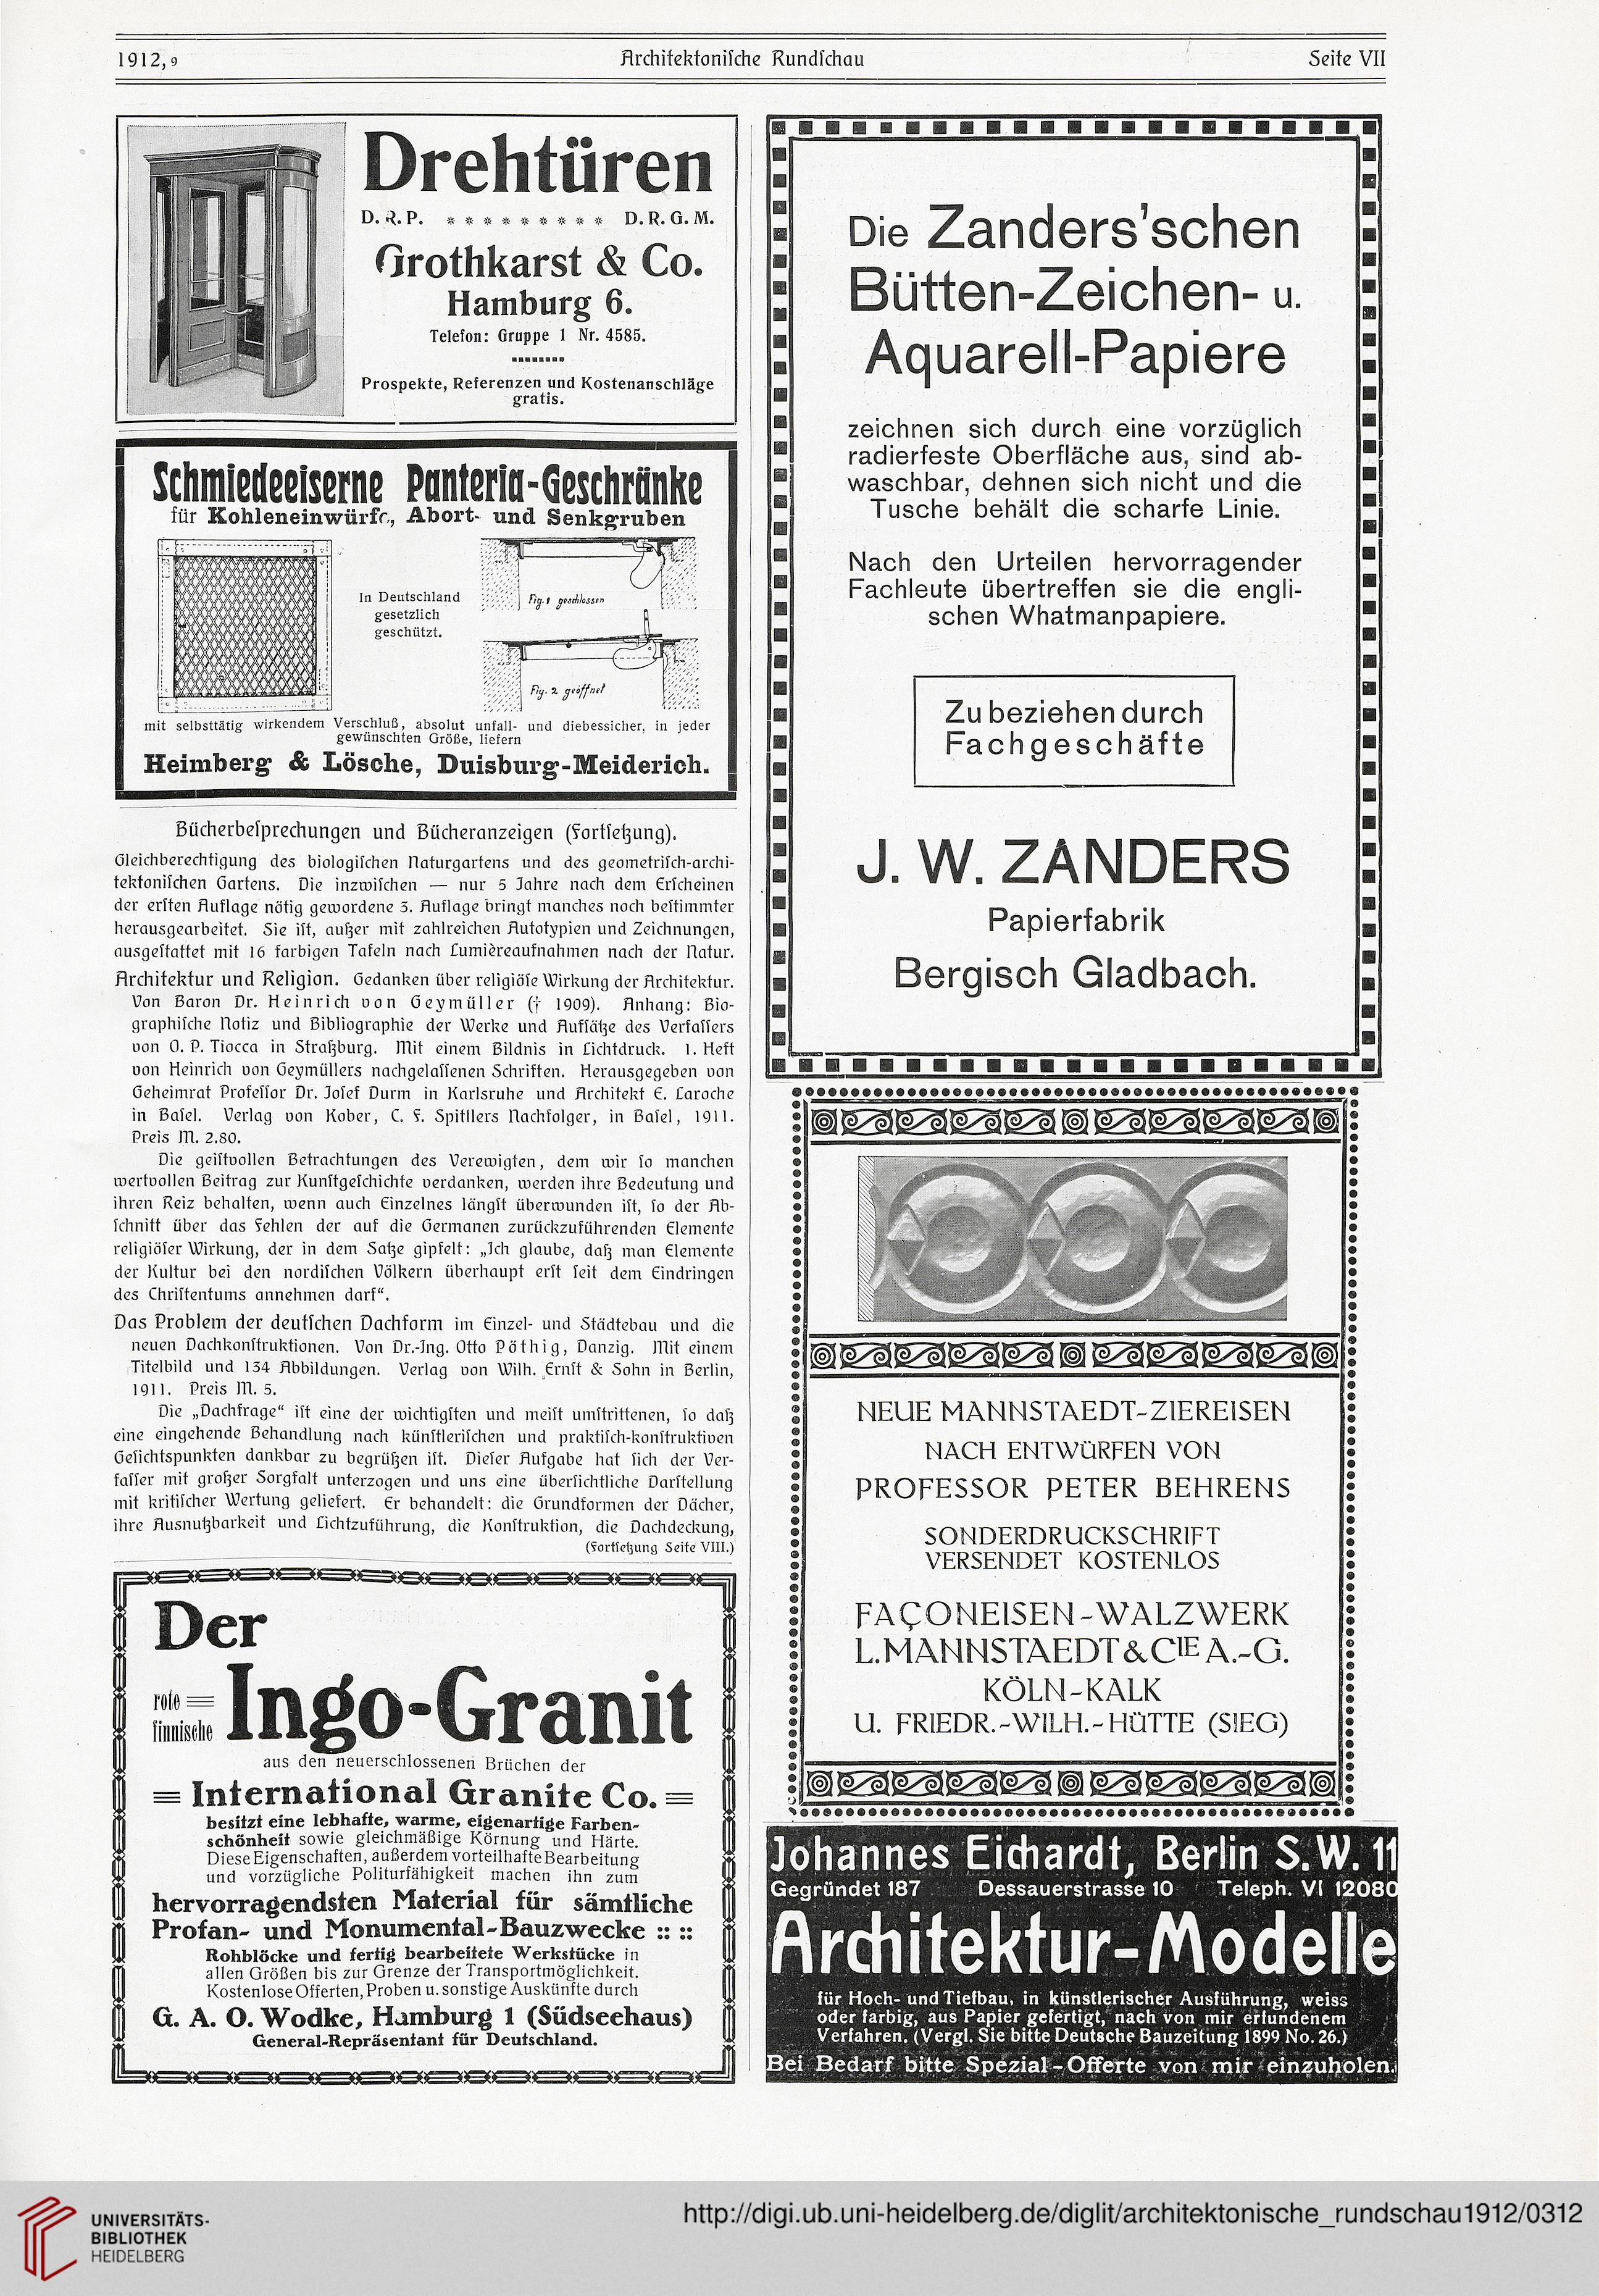 1912, 9 Architektonische Rundschau Seite VII
Drehtüren
D. R. P. D. R. G. M.
Grothkarst & Co.
Hamburg 6.
Telefon: Gruppe 1 Nr. 4585.
Prospekte, Referenzen und Kostenanschläge
gratis.
Schmiedeeiserne Panteria-Geschränke
für Kohleneinwürfe, Abort- und Senkgruben
In Deutschland
gesetzlich
geschützt.
Fig. 1 geschlossen
Fig. 2 geöffnet
mit selbsttätig wirkendem Verschluß, absolut unfall- und diebessicher, in jeder
gewünschten Größe, liefern
Heimberg & Lösche, Duisburg-Meiderich.
Bücherbesprechungen und Bücheranzeigen (Fortsetzung).
Gleichberechtigung des biologischen Naturgartens und des geometrisch-archi-
tektonischen Gartens. Die inzwischen — nur 5 Jahre nach dem Erscheinen
der ersten Auflage nötig gewordene 3. Auflage bringt manches noch bestimmter
herausgearbeitet. Sie ist, außer mit zahlreichen Autotypien und Zeichnungen,
ausgestattet mit 16 farbigen Tafeln nach Lumièreaufnahmen nach der Natur.
Architektur und Religion. Gedanken über religiöse Wirkung der Architektur.
Von Baron Dr. Heinrich von Geymüller († 1909). Anhang: Bio-
graphische Notiz und Bibliographie der Werke und Aufsätze des Verfassers
von O. P. Tiocca in Straßburg. Mit einem Bildnis in Lichtdruck. 1. Heft
von Heinrich von Geymüllers nachgelassenen Schriften. Herausgegeben von
Geheimrat Professor Dr. Josef Durm in Karlsruhe und Architekt E. Laroche
in Basel. Verlag von Kober, C. F. Spittlers Nachfolger, in Basel, 1911.
Preis M. 2.80.
Die geistvollen Betrachtungen des Verewigten, dem wir so manchen
wertvollen Beitrag zur Kunstgeschichte verdanken, werden ihre Bedeutung und
ihren Reiz behalten, wenn auch Einzelnes längst überwunden ist, so der Ab-
schnitt über das Fehlen der auf die Germanen zurückzuführenden Elemente
religiöser Wirkung, der in dem Satze gipfelt: „Ich glaube, daß man Elemente
der Kultur bei den nordischen Völkern überhaupt erst seit dem Eindringen
des Christentums annehmen darf“.
Das Problem der deutschen Dachform im Einzel- und Städtebau und die
neuen Dachkonstruktionen. Von Dr.-Ing. Otto Pöthig, Danzig. Mit einem
Titelbild und 134 Abbildungen. Verlag von Wilh. Ernst & Sohn in Berlin,
1911. Preis M. 5.
Die „Dachfrage“ ist eine der wichtigsten und meist umstrittenen, so daß
eine eingehende Behandlung nach künstlerischen und praktisch-konstruktiven
Gesichtspunkten dankbar zu begrüßen ist. Dieser Aufgabe hat sich der Ver-
fasser mit großer Sorgfalt unterzogen und uns eine übersichtliche Darstellung
mit kritischer Wertung geliefert. Er behandelt: die Grundformen der Dächer,
ihre Ausnutzbarkeit und Lichtzuführung, die Konstruktion, die Dachdeckung,
(Fortsetzung Seite VIII.)
Der
rote
finnische
Ingo-Granit
aus den neuerschlossenen Brüchen der
International Granite Co.
besitzt eine lebhafte, warme, eigenartige Farben-
schönheit sowie gleichmäßige Körnung und Härte.
Diese Eigenschaften, außerdem vorteilhafte Bearbeitung
und vorzügliche Politurfähigkeit machen ihn zum
hervorragendsten Material für sämtliche
Profan- und Monumental-Bauzwecke :: ::
Rohblöcke und fertig bearbeitete Werkstücke in
allen Größen bis zur Grenze der Transportmöglichkeit.
Kostenlose Offerten, Proben u. sonstige Auskünfte durch
G. A. O. Wodke, Hamburg 1 (Südseehaus)
General-Repräsentant für Deutschland.
Die Zanders'schen
Bütten-Zeichen- u.
Aquarell-Papiere
zeichnen sich durch eine vorzüglich
radierfeste Oberfläche aus, sind ab-
waschbar, dehnen sich nicht und die
Tusche behält die scharfe Linie.
Nach den Urteilen hervorragender
Fachleute übertreffen sie die engli-
schen Whatmanpapiere.
Zu beziehen durch
Fachgeschäfte
J. W. ZANDERS
Papierfabrik
Bergisch Gladbach.
NEUE MANNSTAEDT-ZIEREISEN
NACH ENTWÜRFEN VON
PROFESSOR PETER BEHRENS
SONDERDRUCKSCHRIFT
VERSENDET KOSTENLOS
FAÇONEISEN-WALZWERK
L. MANNSTAEDT & CIE A.-G.
KÖLN-KALK
U. FRIEDR.-WILH.-HÜTTE (SIEG)
Johannes Eichardt, Berlin S.W. 11
Gegründet 187 Dessauerstrasse 10 Teleph. VI 12080
Architektur-Modelle
für Hoch- und Tiefbau, in künstlerischer Ausführung, weiss
oder farbig, aus Papier gefertigt, nach von mir erfundenem
Verfahren. (Vergl. Sie bitte Deutsche Bauzeitung 1899 No. 26.)
Bei Bedarf bitte Spezial-Offerte von mir einzuholen.
UNIVERSITÄTS-
BIBLIOTHEK
HEIDELBERG
http://digi.ub.uni-heidelberg.de/diglit/architektonische_rundschau1912/0312